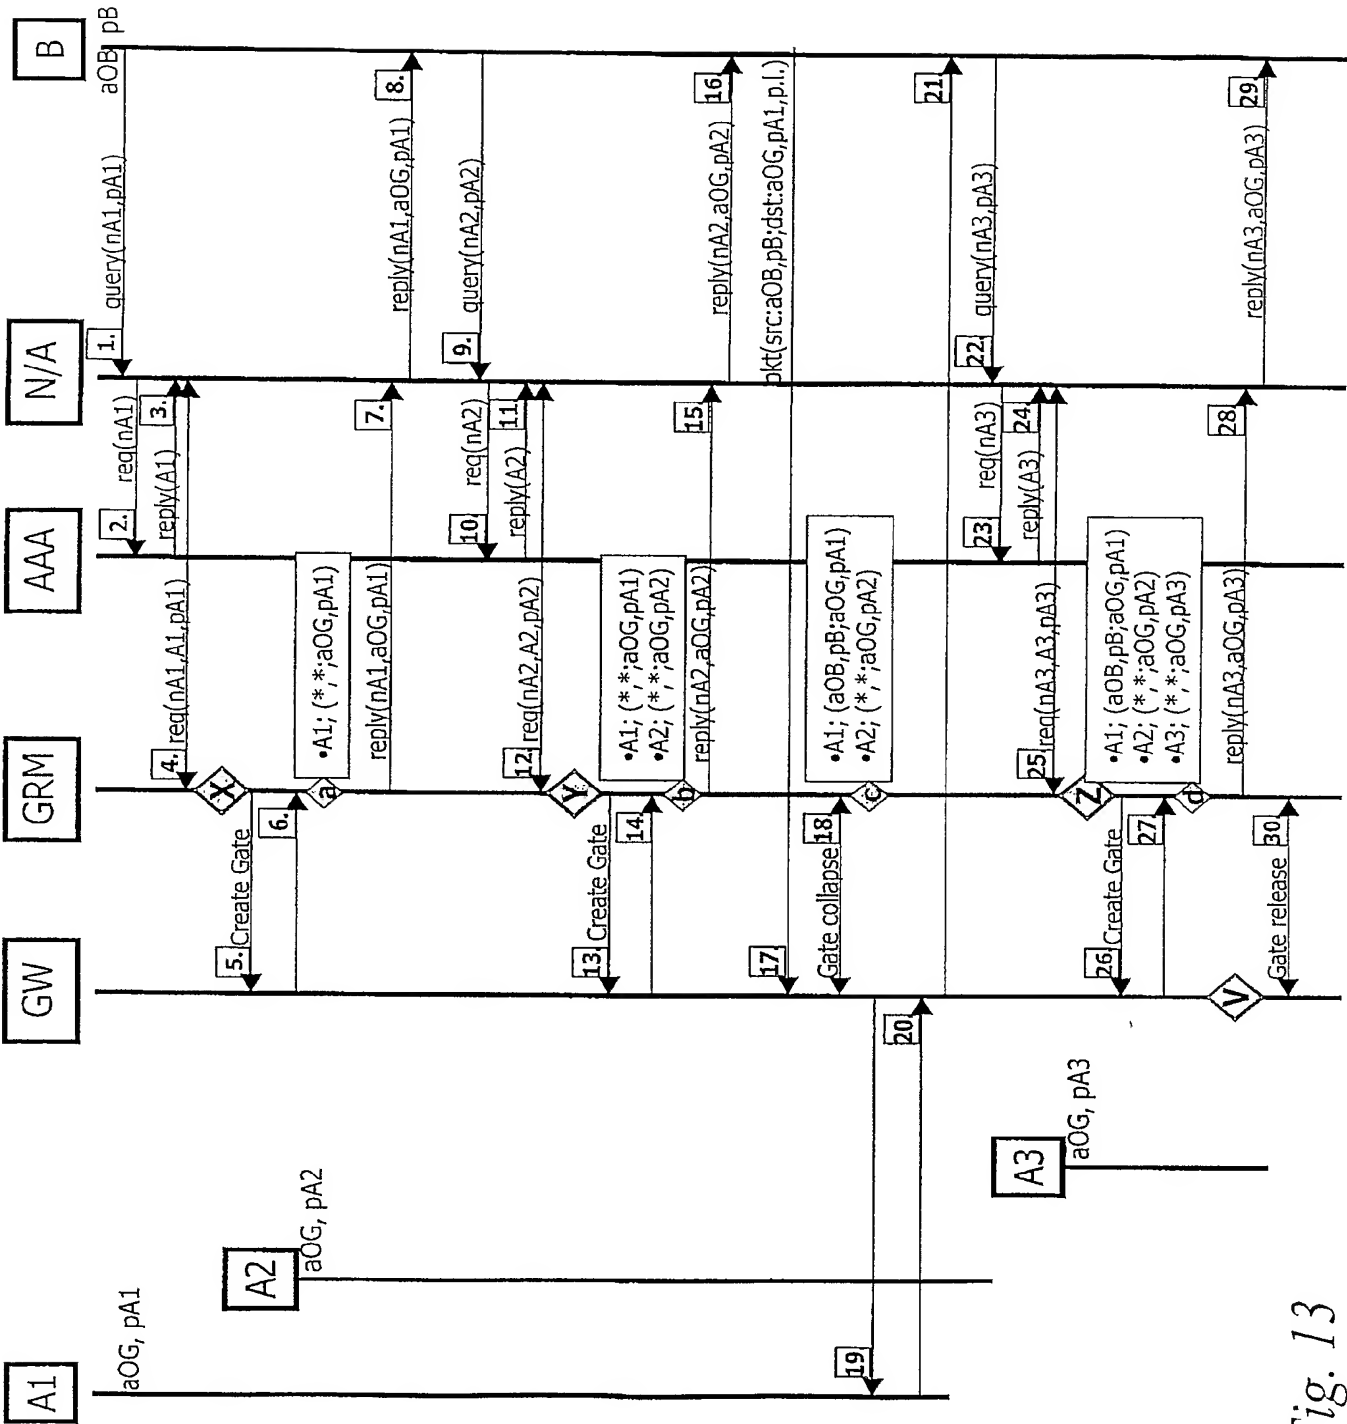 A1
A2
A3
GW
GRM
AAA
N/A
B
aOG, pA1
aOG, pA2
aOG, pA3
aOB pB
1. query(nA1,pA1)
2. req(nA1)
3. reply(A1)
4. req(nA1,A1,pA1)
X
5. Create Gate
6.
a
•A1; (*,*;aOG,pA1)
7. reply(nA1,aOG,pA1)
8. reply(nA1,aOG,pA1)
9. query(nA2,pA2)
10. req(nA2)
11. reply(A2)
12. req(nA2,A2,pA2)
Y
13. Create Gate
14.
b
•A1; (*,*;aOG,pA1)
•A2; (*,*;aOG,pA2)
15. reply(nA2,aOG,pA2)
16. reply(nA2,aOG,pA2)
17. pkt(src:aOB,pB;dst:aOG,pA1,p.l.)
18. Gate collapse
c
•A1; (aOB,pB;aOG,pA1)
•A2; (*,*;aOG,pA2)
19
20.
21.
22. query(nA3,pA3)
23. req(nA3)
24. reply(A3)
25. req(nA3,A3,pA3)
Z
26. Create Gate
27.
d
•A1; (aOB,pB;aOG,pA1)
•A2; (*,*;aOG,pA2)
•A3; (*,*;aOG,pA3)
28. reply(nA3,aOG,pA3)
29. reply(nA3,aOG,pA3)
V
30. Gate release
Fig. 13